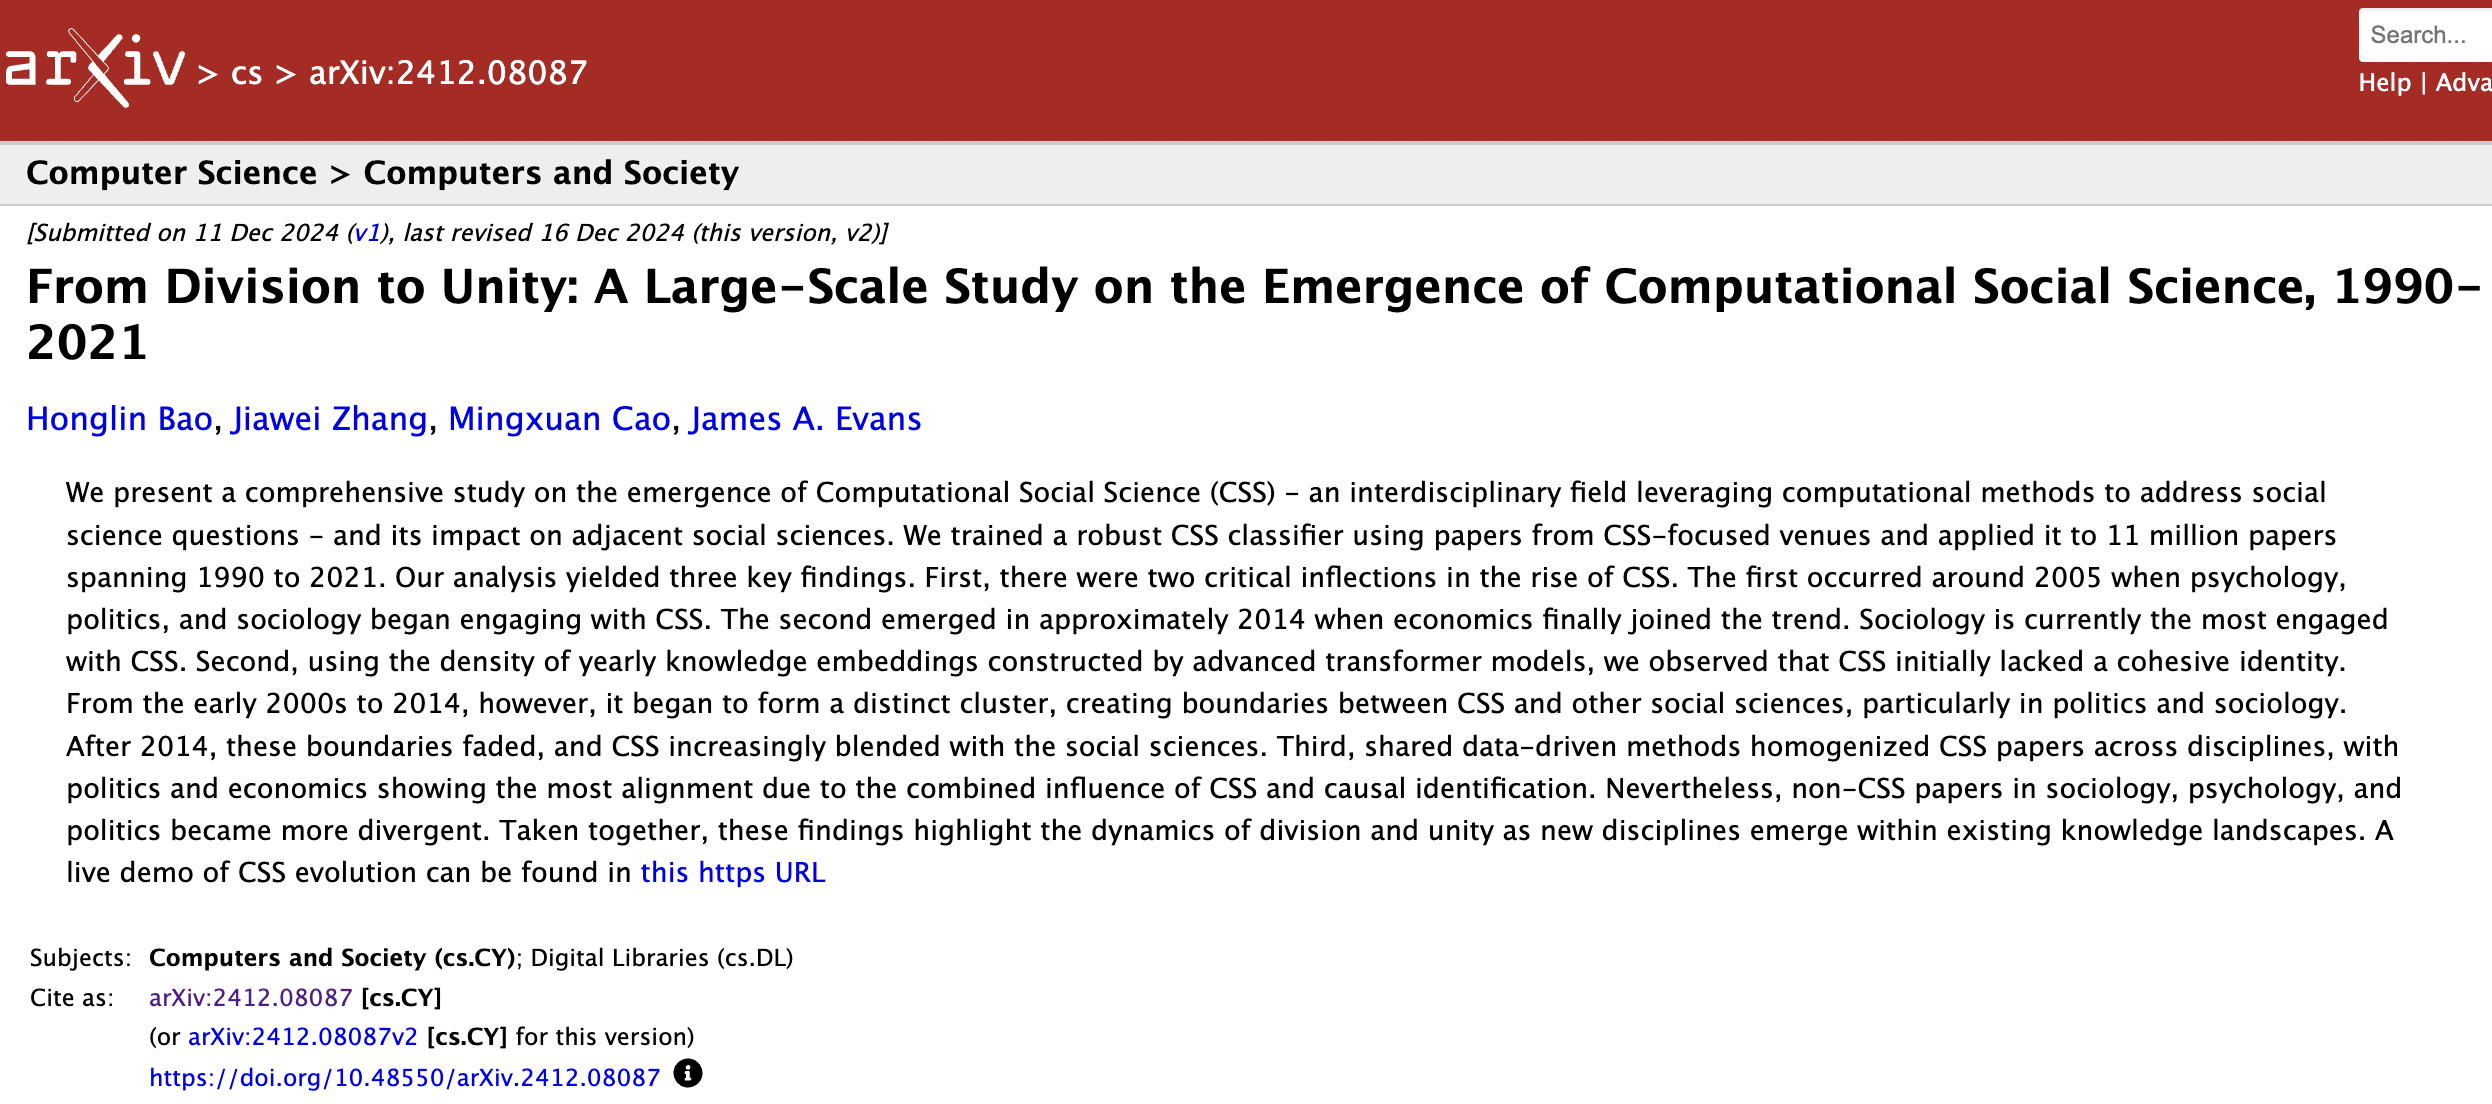 arXiv > cs > arXiv:2412.08087
Search...
Help | Adva
Computer Science > Computers and Society
[Submitted on 11 Dec 2024 (v1), last revised 16 Dec 2024 (this version, v2)]
From Division to Unity: A Large-Scale Study on the Emergence of Computational Social Science, 1990-
2021
Honglin Bao, Jiawei Zhang, Mingxuan Cao, James A. Evans
We present a comprehensive study on the emergence of Computational Social Science (CSS) – an interdisciplinary field leveraging computational methods to address social
science questions – and its impact on adjacent social sciences. We trained a robust CSS classifier using papers from CSS-focused venues and applied it to 11 million papers
spanning 1990 to 2021. Our analysis yielded three key findings. First, there were two critical inflections in the rise of CSS. The first occurred around 2005 when psychology,
politics, and sociology began engaging with CSS. The second emerged in approximately 2014 when economics finally joined the trend. Sociology is currently the most engaged
with CSS. Second, using the density of yearly knowledge embeddings constructed by advanced transformer models, we observed that CSS initially lacked a cohesive identity.
From the early 2000s to 2014, however, it began to form a distinct cluster, creating boundaries between CSS and other social sciences, particularly in politics and sociology.
After 2014, these boundaries faded, and CSS increasingly blended with the social sciences. Third, shared data-driven methods homogenized CSS papers across disciplines, with
politics and economics showing the most alignment due to the combined influence of CSS and causal identification. Nevertheless, non-CSS papers in sociology, psychology, and
politics became more divergent. Taken together, these findings highlight the dynamics of division and unity as new disciplines emerge within existing knowledge landscapes. A
live demo of CSS evolution can be found in this https URL
Subjects: Computers and Society (cs.CY); Digital Libraries (cs.DL)
Cite as: arXiv:2412.08087 [cs.CY]
(or arXiv:2412.08087v2 [cs.CY] for this version)
https://doi.org/10.48550/arXiv.2412.08087